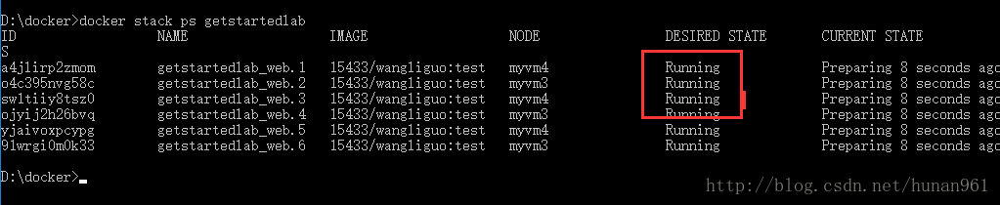 D:\docker>docker stack ps getstartedlab
ID NAME IMAGE NODE DESIRED STATE CURRENT STATE
S
a4jlirp2zmom getstartedlab_web.1 15433/wangliguo:test myvm4 Running Preparing 8 seconds ago
o4c395nvg58c getstartedlab_web.2 15433/wangliguo:test myvm3 Running Preparing 8 seconds ago
swltiiy8tsz0 getstartedlab_web.3 15433/wangliguo:test myvm4 Running Preparing 8 seconds ago
ojyij2h26bvq getstartedlab_web.4 15433/wangliguo:test myvm3 Running Preparing 8 seconds ago
yjaivoxpcypg getstartedlab_web.5 15433/wangliguo:test myvm4 Running Preparing 8 seconds ago
91wrgi0m0k33 getstartedlab_web.6 15433/wangliguo:test myvm3 Running Preparing 8 seconds ago
D:\docker>
http://blog.csdn.net/hunan961